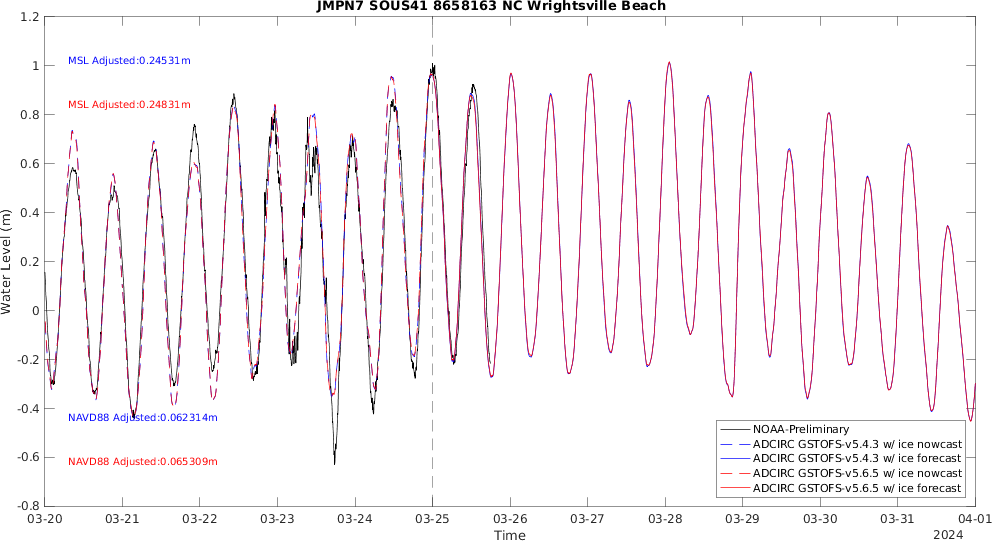 JMPN7 SOUS41 8658163 NC Wrightsville Beach
1.2
1
0.8
0.6
0.4
0.2
0
-0.2
-0.4
-0.6
-0.8
Water Level (m)
MSL Adjusted:0.24531m
MSL Adjusted:0.24831m
NAVD88 Adjusted:0.062314m
NAVD88 Adjusted:0.065309m
NOAA-Preliminary
ADCIRC GSTOFS-v5.4.3 w/ ice nowcast
ADCIRC GSTOFS-v5.4.3 w/ ice forecast
ADCIRC GSTOFS-v5.6.5 w/ ice nowcast
ADCIRC GSTOFS-v5.6.5 w/ ice forecast
03-20 03-21 03-22 03-23 03-24 03-25 03-26 03-27 03-28 03-29 03-30 03-31 04-01
Time
2024